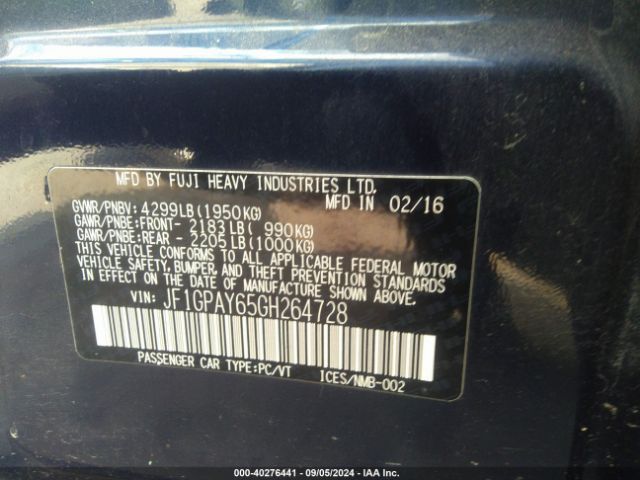 MFD BY FUJI HEAVY INDUSTRIES LTD.
GVWR/PNBV: 4299LB(1950KG) MFD IN 02/16
GAWR/PNBE:FRONT- 2183LB( 990KG)
GAWR/PNBE:REAR - 2205LB(1000KG)
THIS VEHICLE CONFORMS TO ALL APPLICABLE FEDERAL MOTOR
VEHICLE SAFETY, BUMPER, AND THEFT PREVENTION STANDARDS
IN EFFECT ON THE DATE OF MANUFACTURE SHOWN ABOVE.
VIN: JF1GPAY65GH264728
PASSENGER CAR TYPE:PC/VT ICES/NMB-002
000-40276441 - 09/05/2024 - IAA Inc.